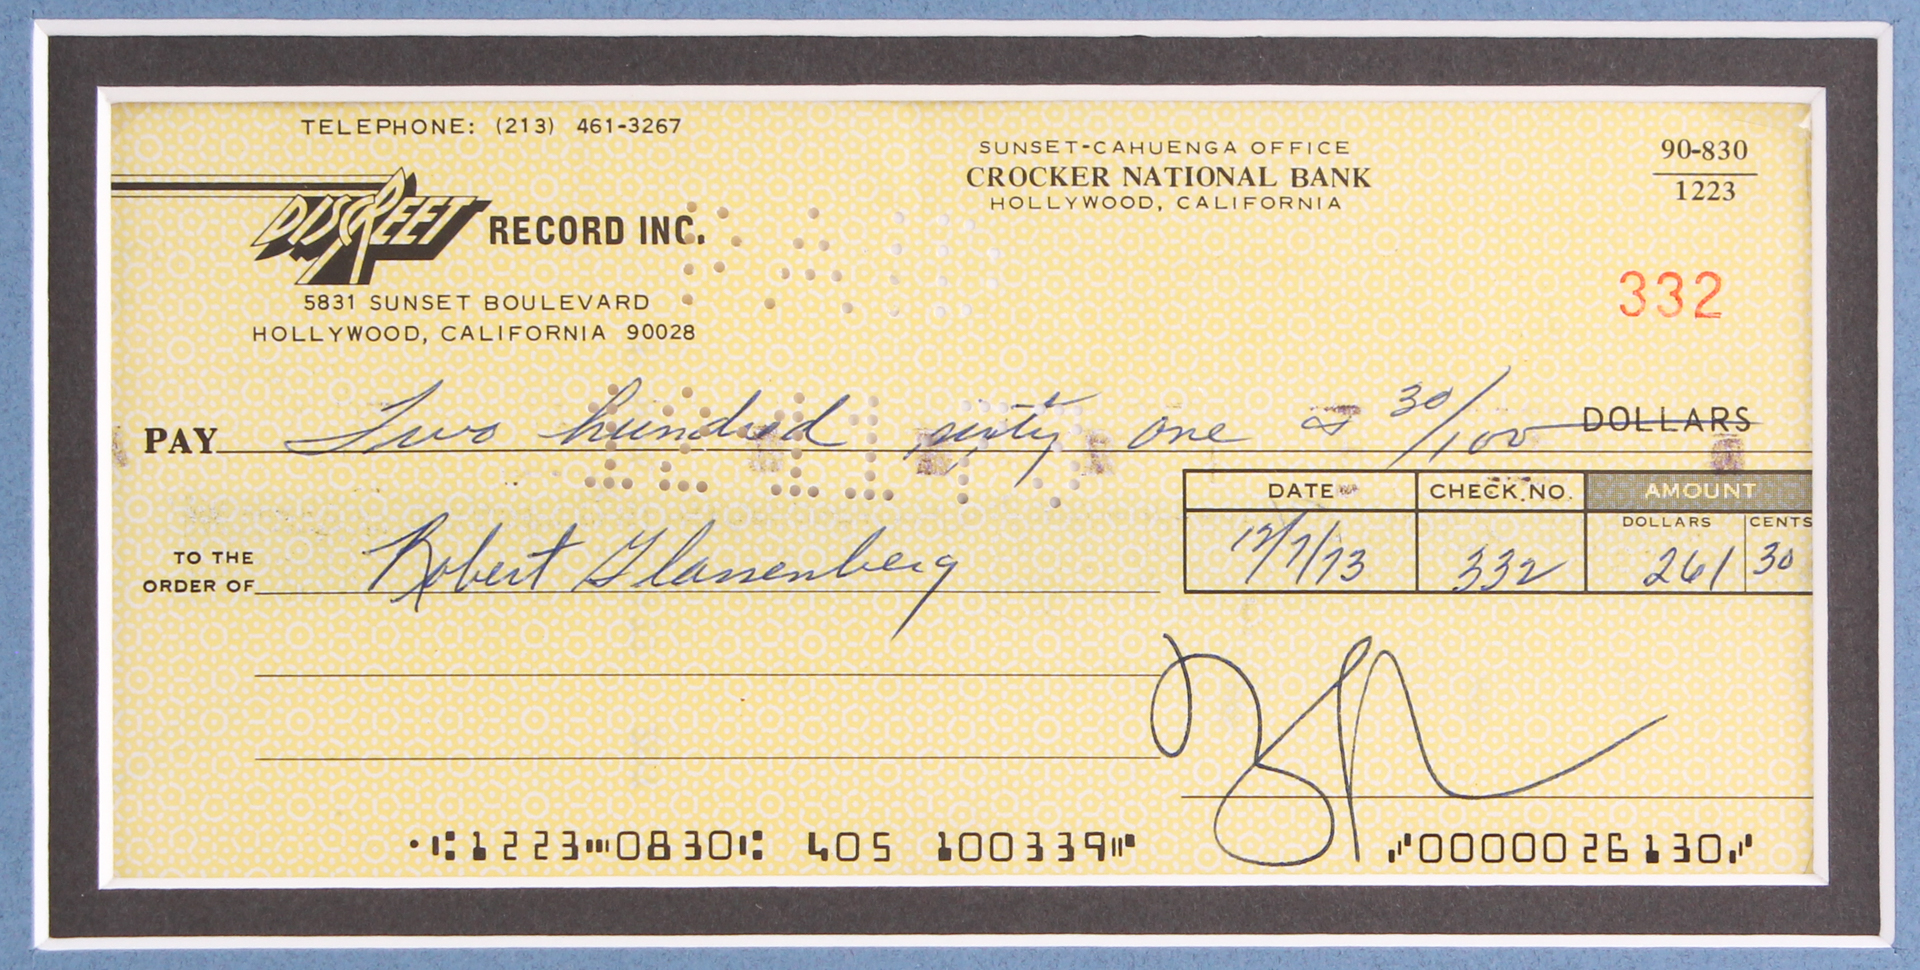 TELEPHONE: (213) 461-3267
SUNSET-CAHUENGA OFFICE
CROCKER NATIONAL BANK
HOLLYWOOD, CALIFORNIA
90-830
1223
DISCREET RECORD INC.
5831 SUNSET BOULEVARD
HOLLYWOOD, CALIFORNIA 90028
332
PAY Two hundred sixty one & 30/100 DOLLARS
DATE CHECK NO. AMOUNT
DOLLARS CENTS
12/7/73 332 261 30
TO THE
ORDER OF Robert Glassenberg
⑆1223⑉0830⑆ 405 100339⑈ ⑇0000026130⑇